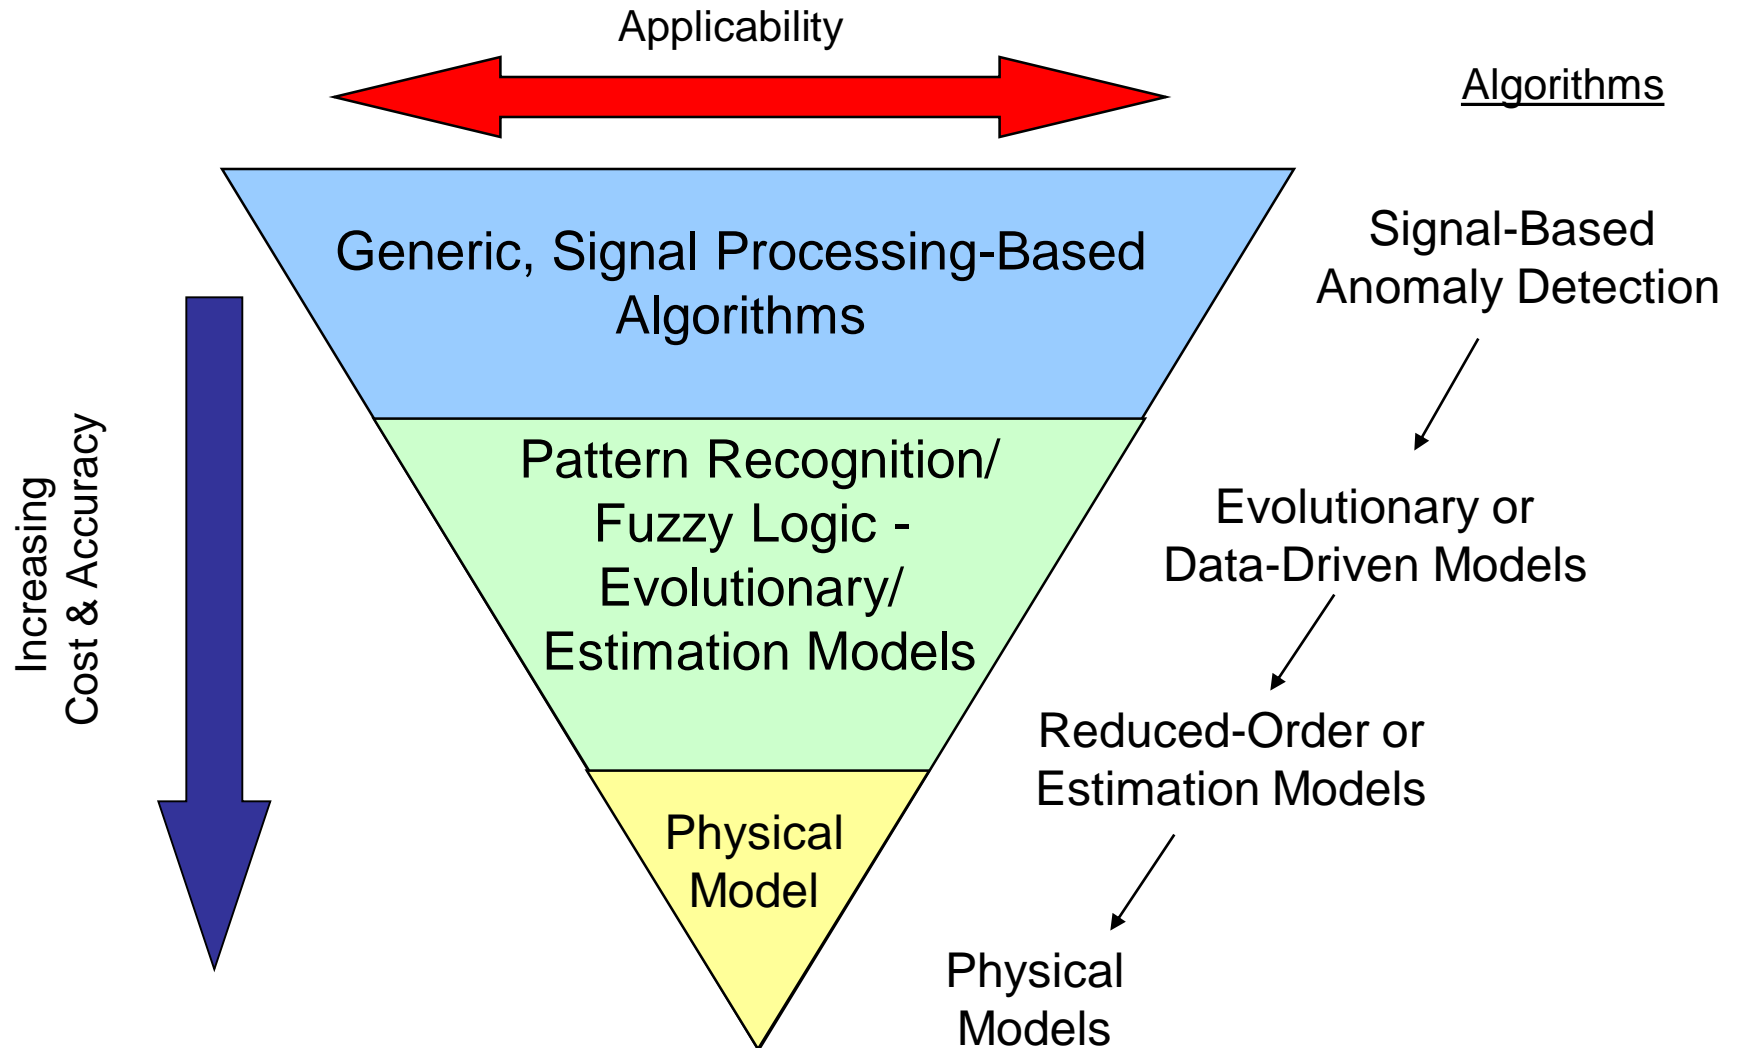 Applicability
Algorithms
Generic, Signal Processing-Based
Algorithms
Pattern Recognition/
Fuzzy Logic -
Evolutionary/
Estimation Models
Physical
Model
Increasing
Cost & Accuracy
Signal-Based
Anomaly Detection
Evolutionary or
Data-Driven Models
Reduced-Order or
Estimation Models
Physical
Models